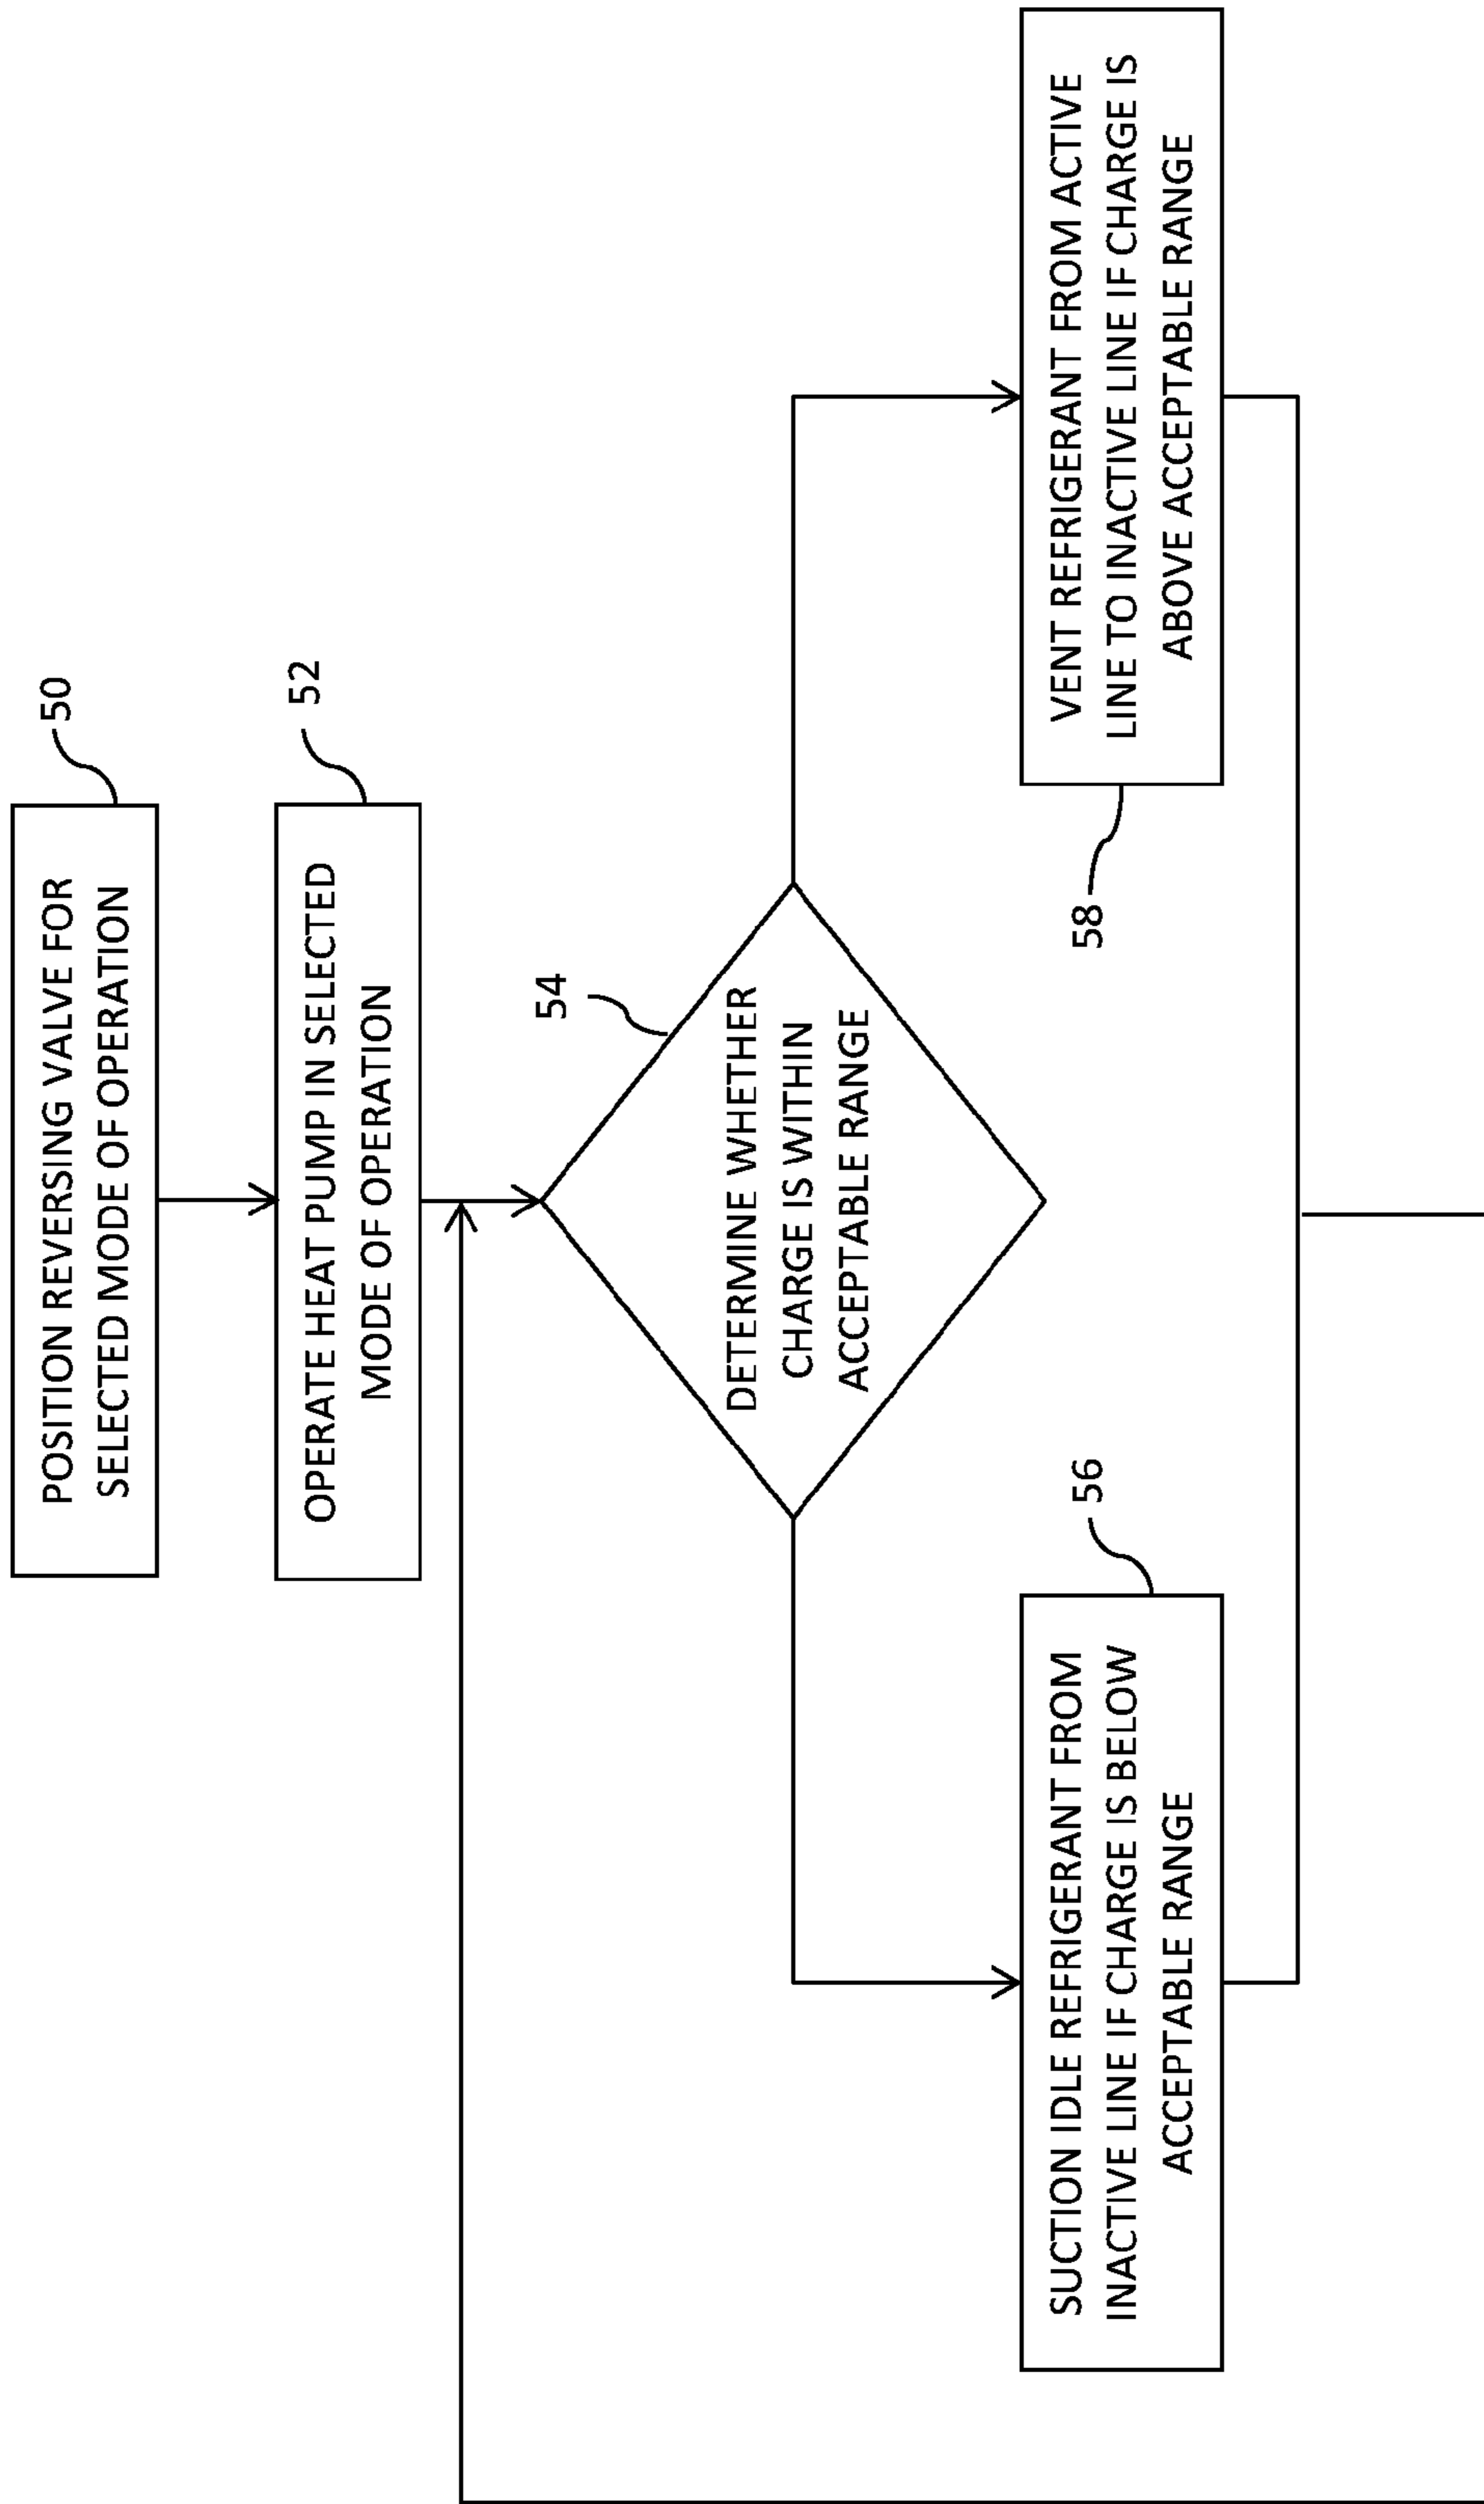 POSITION REVERSING VALVE FOR
SELECTED MODE OF OPERATION
50
OPERATE HEAT PUMP IN SELECTED
MODE OF OPERATION
52
DETERMINE WHETHER
CHARGE IS WITHIN
ACCEPTABLE RANGE
54
SUCTION IDLE REFRIGERANT FROM
INACTIVE LINE IF CHARGE IS BELOW
ACCEPTABLE RANGE
56
VENT REFRIGERANT FROM ACTIVE
LINE TO INACTIVE LINE IF CHARGE IS
ABOVE ACCEPTABLE RANGE
58